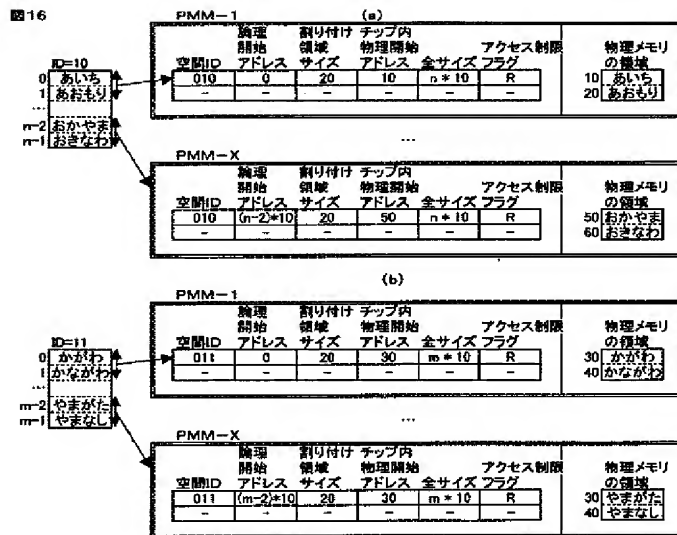 図16
(a)
PMM-1
ID=10
0 あいち
1 あおもり
...
n-2 おかやま
n-1 おきなわ
論理 割り付け チップ内
開始 領域 物理開始 アクセス制限
空間ID アドレス サイズ アドレス 全サイズ フラグ
010 0 20 10 n*10 R
- - - - - -
物理メモリ
の領域
10 あいち
20 あおもり
...
PMM-X
論理 割り付け チップ内
開始 領域 物理開始 アクセス制限
空間ID アドレス サイズ アドレス 全サイズ フラグ
010 (n-2)*10 20 50 n*10 R
- - - - - -
物理メモリ
の領域
50 おかやま
60 おきなわ
(b)
PMM-1
ID=11
0 かがわ
1 かながわ
...
m-2 やまがた
m-1 やまなし
論理 割り付け チップ内
開始 領域 物理開始 アクセス制限
空間ID アドレス サイズ アドレス 全サイズ フラグ
011 0 20 30 m*10 R
- - - - - -
物理メモリ
の領域
30 かがわ
40 かながわ
...
PMM-X
論理 割り付け チップ内
開始 領域 物理開始 アクセス制限
空間ID アドレス サイズ アドレス 全サイズ フラグ
011 (m-2)*10 20 30 m*10 R
- - - - - -
物理メモリ
の領域
30 やまがた
40 やまなし